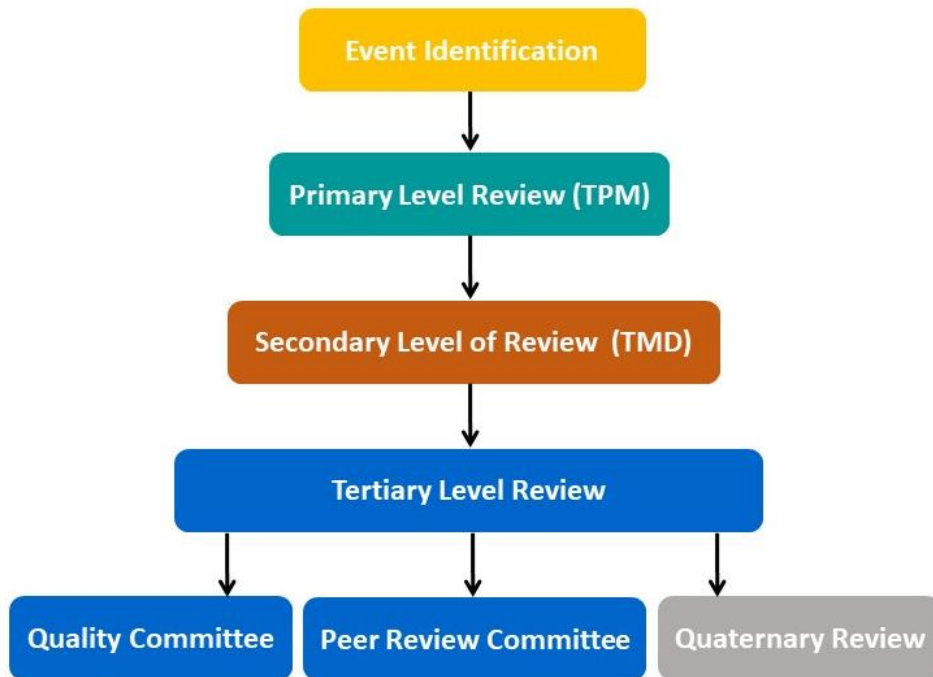 Event Identification
Primary Level Review (TPM)
Secondary Level of Review (TMD)
Tertiary Level Review
Quality Committee
Peer Review Committee
Quaternary Review